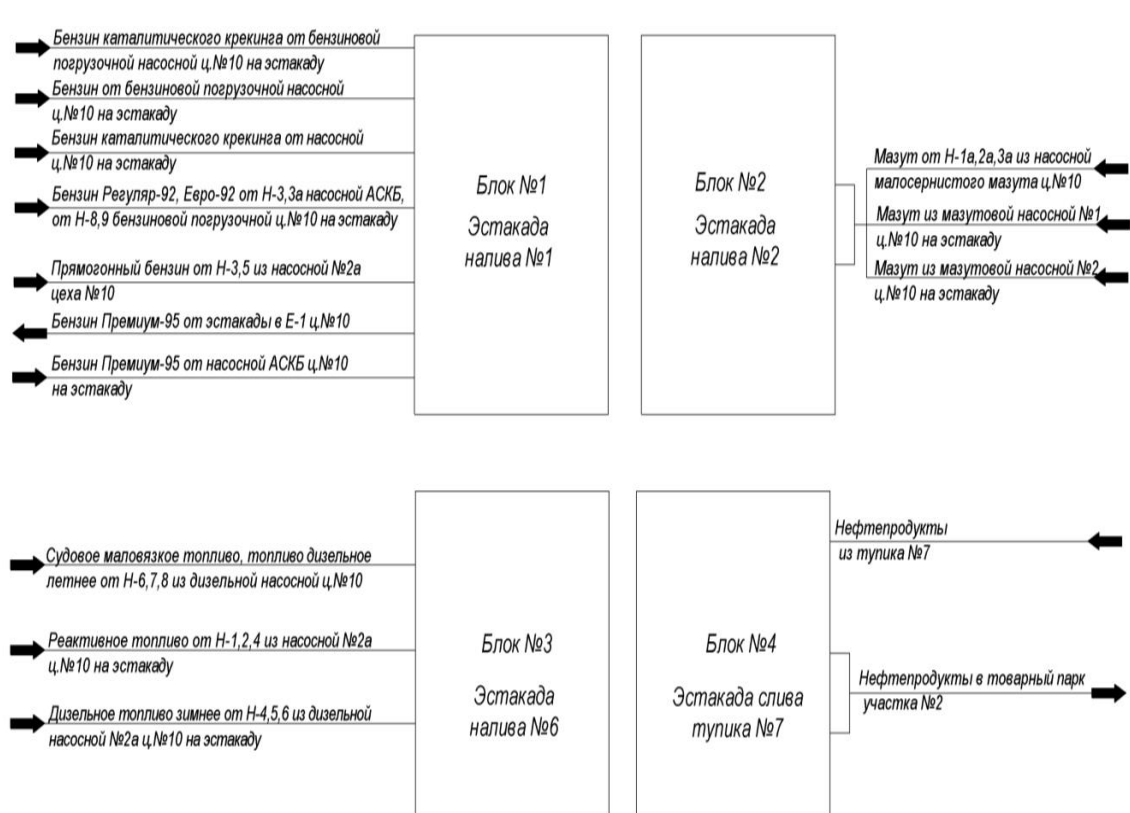 Бензин каталитического крекинга от бензиновой
погрузочной насосной ц.№10 на эстакаду
Бензин от бензиновой погрузочной насосной
ц.№10 на эстакаду
Бензин каталитического крекинга от насосной
ц.№10 на эстакаду
Бензин Регуляр-92, Евро-92 от Н-3,3а насосной АСКБ,
от Н-8,9 бензиновой погрузочной ц.№10 на эстакаду
Прямогонный бензин от Н-3,5 из насосной №2а
цеха №10
Бензин Премиум-95 от эстакады в Е-1 ц.№10
Бензин Премиум-95 от насосной АСКБ ц.№10
на эстакаду
Блок №1
Эстакада
налива №1
Блок №2
Эстакада
налива №2
Мазут от Н-1а,2а,3а из насосной
малосернистого мазута ц.№10
Мазут из мазутовой насосной №1
ц.№10 на эстакаду
Мазут из мазутовой насосной №2
ц.№10 на эстакаду
Судовое маловязкое топливо, топливо дизельное
летнее от Н-6,7,8 из дизельной насосной ц.№10
Реактивное топливо от Н-1,2,4 из насосной №2а
ц.№10 на эстакаду
Дизельное топливо зимнее от Н-4,5,6 из дизельной
насосной №2а ц.№10 на эстакаду
Блок №3
Эстакада
налива №6
Блок №4
Эстакада слива
тупика №7
Нефтепродукты
из тупика №7
Нефтепродукты в товарный парк
участка №2